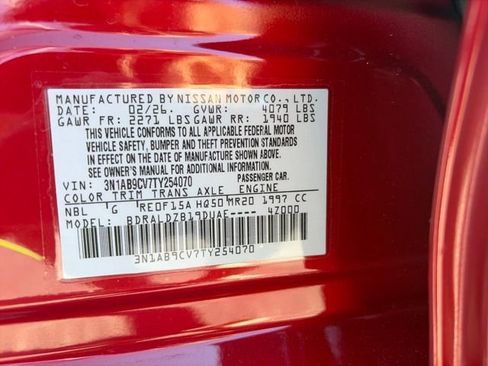 MANUFACTURED BY NISSAN MOTOR CO., LTD.
DATE: 02/26. GVWR: 4079 LBS
GAWR FR: 2271 LBS GAWR RR: 1940 LBS
THIS VEHICLE CONFORMS TO ALL APPLICABLE FEDERAL MOTOR
VEHICLE SAFETY, BUMPER AND THEFT PREVENTION STANDARDS
IN EFFECT ON THE DATE OF MANUFACTURE SHOWN ABOVE.
SEE OWNER'S MANUAL FOR ADDITIONAL INFORMATION.
VIN: 3N1AB9CV7TY254070 PASSENGER CAR.
COLOR TRIM TRANS AXLE ENGINE
NBL G RE0F15A HQ50 MR20 1997 CC
MODEL: BDRALDZB19DUAE---- 4Z000
3N1AB9CV7TY254070